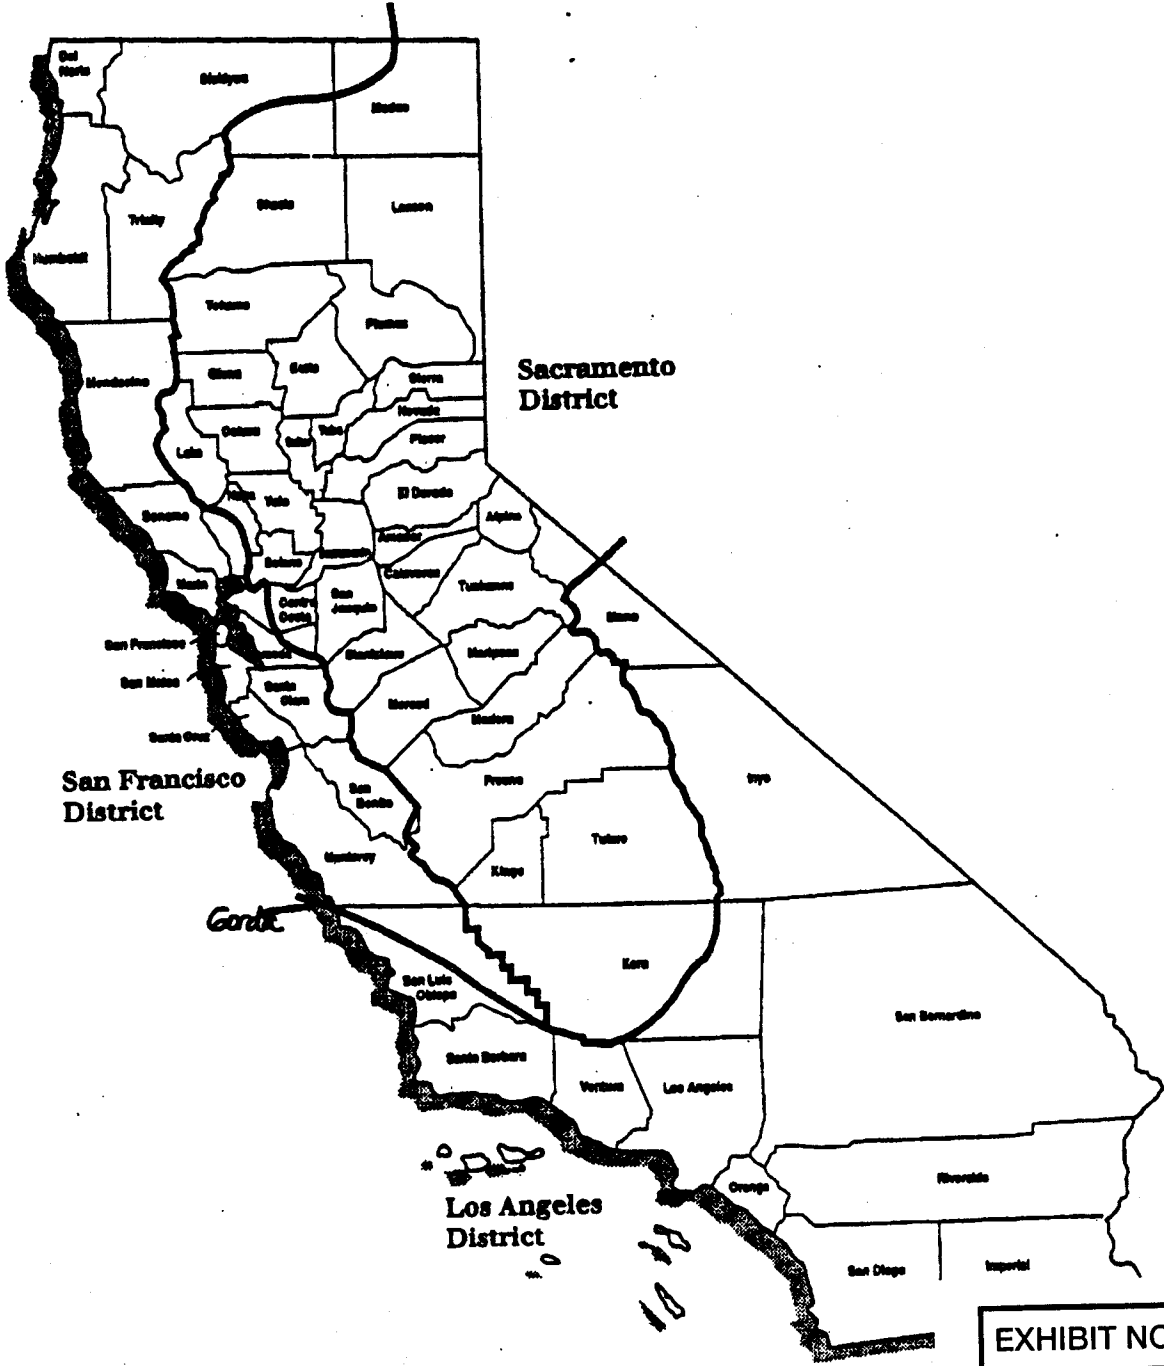 Del
Norte
Siskiyou
Modoc
Shasta
Lassen
Trinity
Humboldt
Tehama
Plumas
Mendocino
Glenn
Butte
Sierra
Nevada
Colusa
Sutter
Yuba
Placer
Lake
Sacramento
District
El Dorado
Napa
Yolo
Sonoma
Alpine
Amador
Sacramento
Solano
Calaveras
Tuolumne
Marin
Contra
Costa
San
Joaquin
Mono
San Francisco
Stanislaus
Mariposa
San Mateo
Santa
Clara
Merced
Madera
Santa Cruz
San Francisco
District
Fresno
Inyo
San
Benito
Tulare
Monterey
Kings
Gorda
Kern
San Luis
Obispo
San Bernardino
Santa Barbara
Ventura
Los Angeles
Orange
Riverside
Los Angeles
District
San Diego
Imperial
EXHIBIT NO